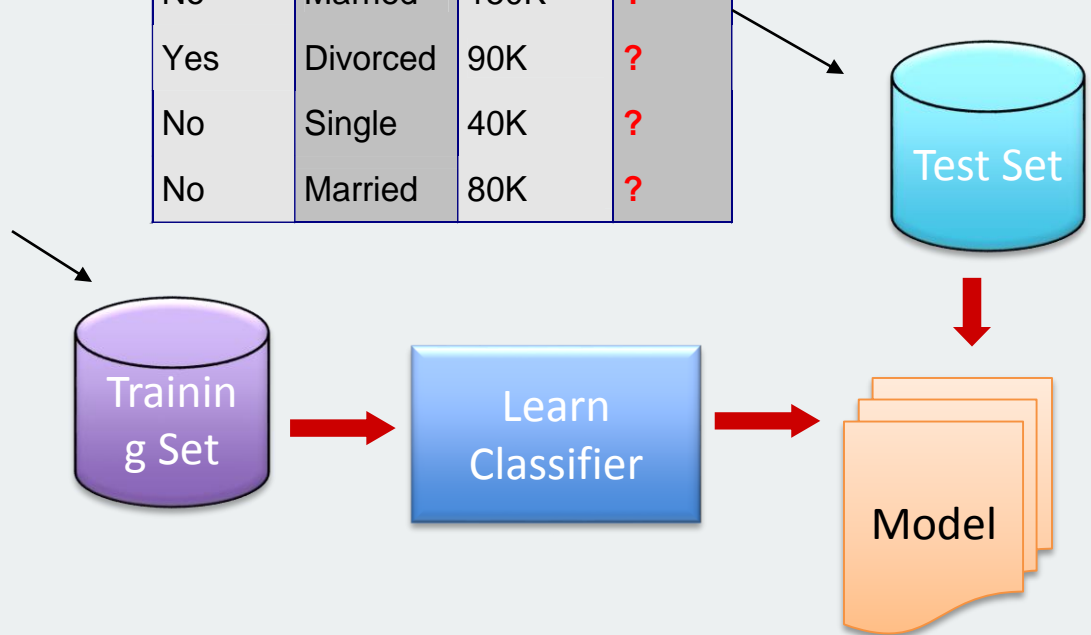 Yes Divorced 90K ?
No Single 40K ?
No Married 80K ?
Test Set
Trainin
g Set
Learn
Classifier
Model